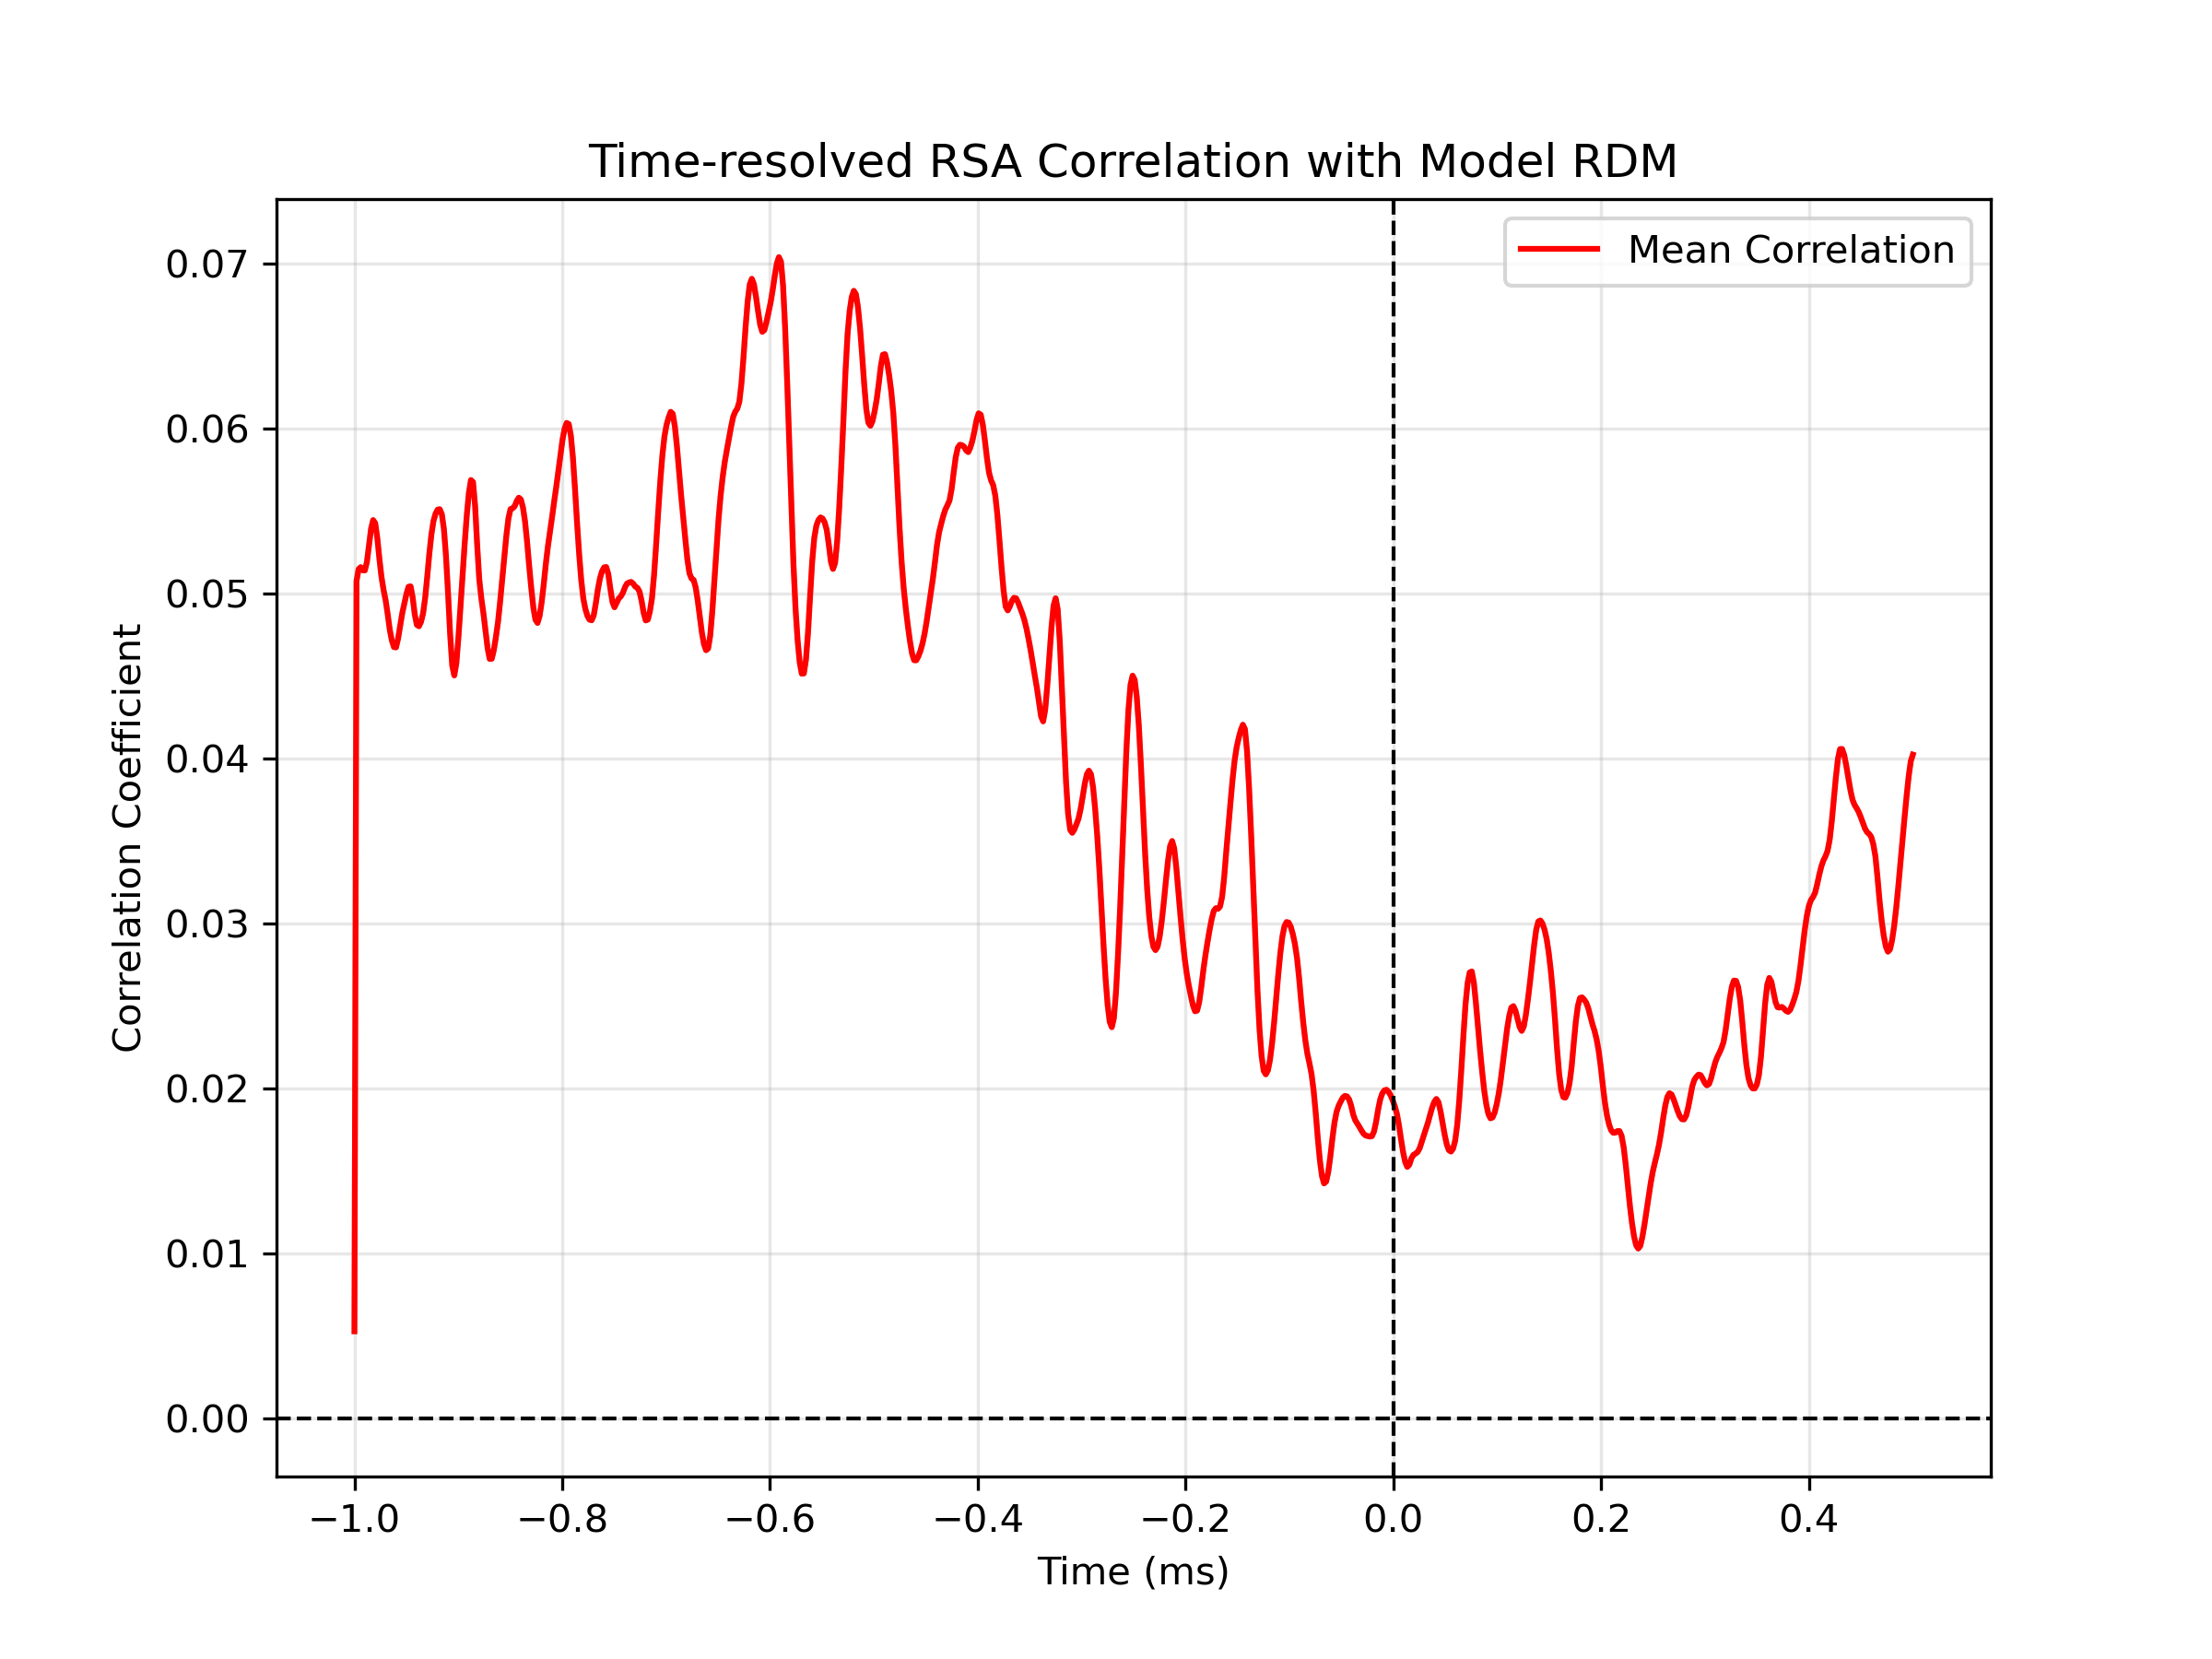 Time-resolved RSA Correlation with Model RDM
Mean Correlation
Correlation Coefficient
0.07
0.06
0.05
0.04
0.03
0.02
0.01
0.00
−1.0 −0.8 −0.6 −0.4 −0.2 0.0 0.2 0.4
Time (ms)